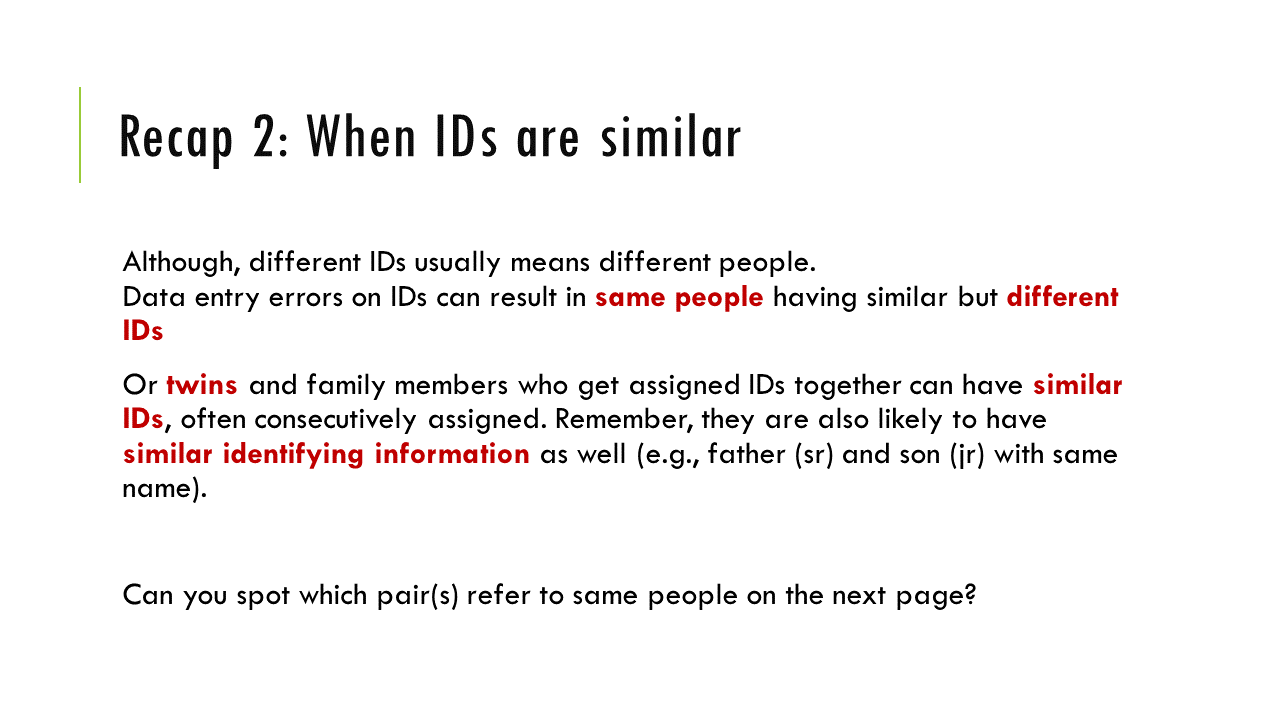 Recap 2: When IDs are similar
Although, different IDs usually means different people.
Data entry errors on IDs can result in same people having similar but different
IDs
Or twins and family members who get assigned IDs together can have similar
IDs, often consecutively assigned. Remember, they are also likely to have
similar identifying information as well (e.g., father (sr) and son (jr) with same
name).
Can you spot which pair(s) refer to same people on the next page?